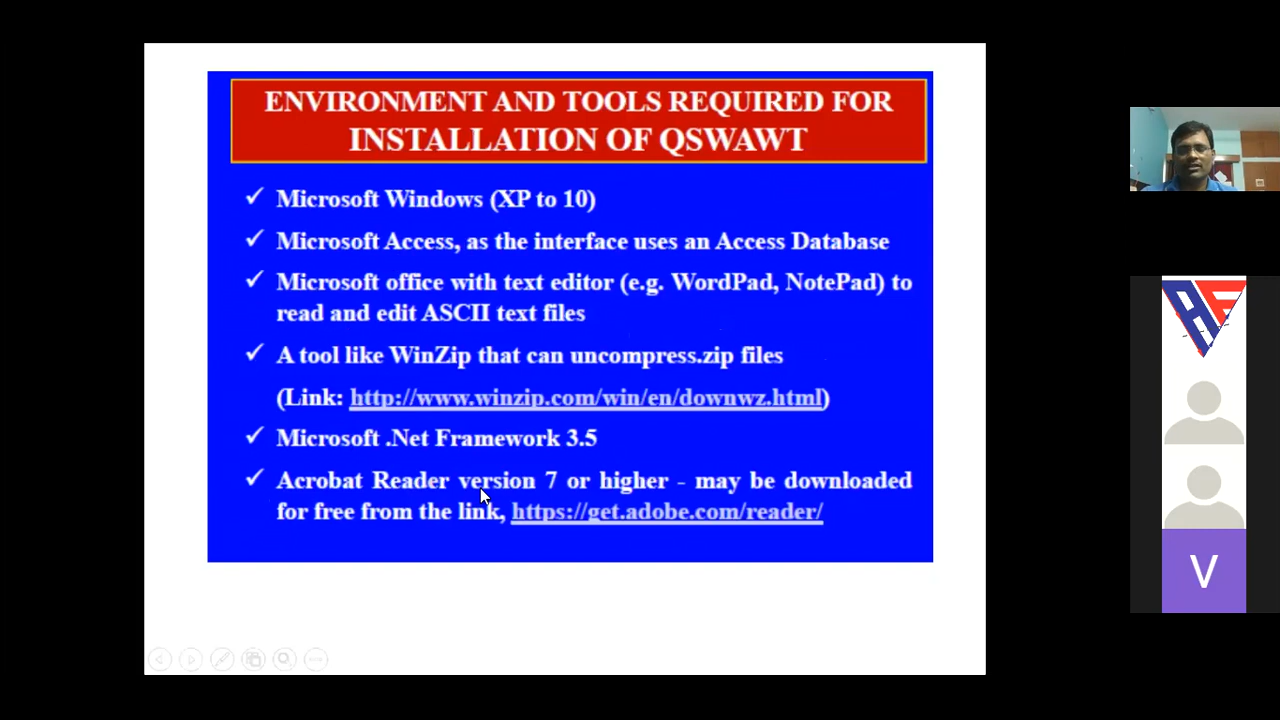 ENVIRONMENT AND TOOLS REQUIRED FOR
INSTALLATION OF QSWAWT
✓ Microsoft Windows (XP to 10)
✓ Microsoft Access, as the interface uses an Access Database
✓ Microsoft office with text editor (e.g. WordPad, NotePad) to
read and edit ASCII text files
✓ A tool like WinZip that can uncompress.zip files
(Link: http://www.winzip.com/win/en/downwz.html)
✓ Microsoft .Net Framework 3.5
✓ Acrobat Reader version 7 or higher - may be downloaded
for free from the link, https://get.adobe.com/reader/
AF
V